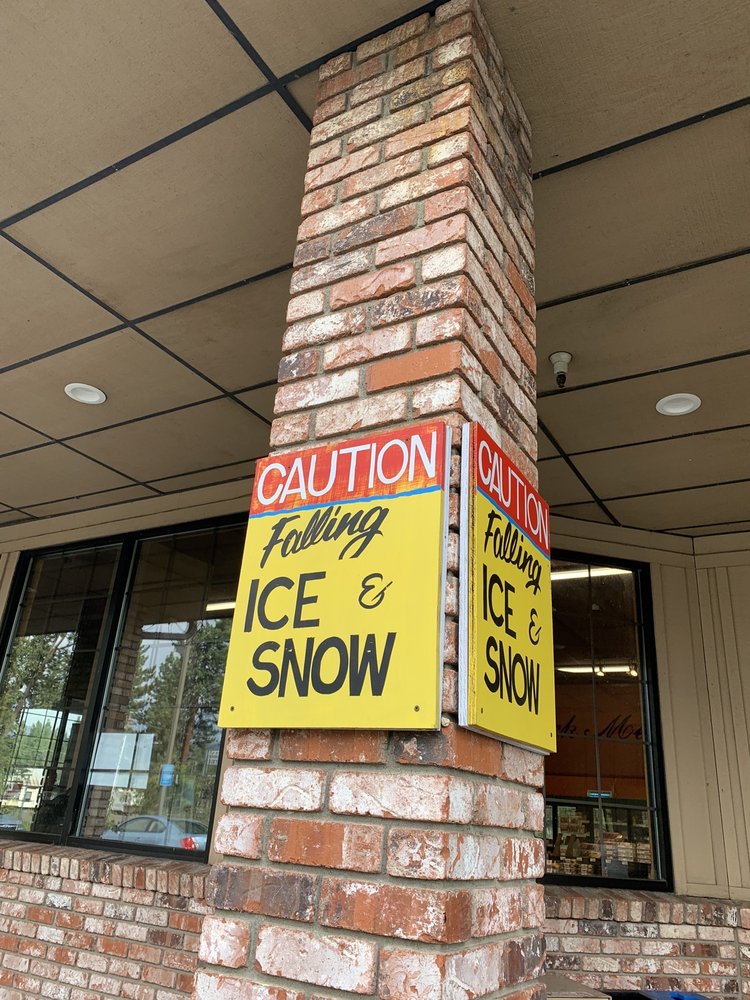 CAUTION
Falling
ICE &
SNOW
CAUTION
Falling
ICE &
SNOW